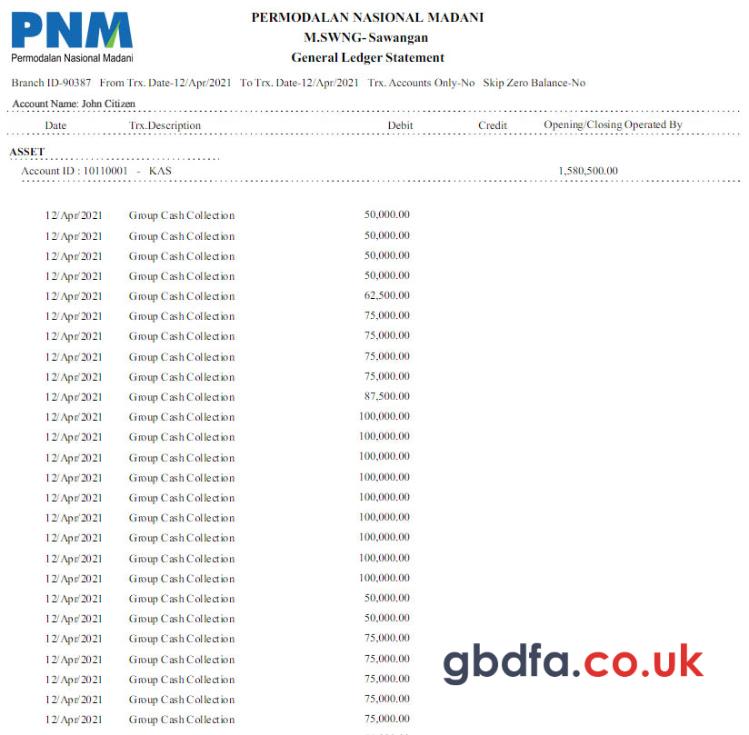 PNM
Permodalan Nasional Madani
PERMODALAN NASIONAL MADANI
M.SWNG- Sawangan
General Ledger Statement
Branch ID-90387 From Trx. Date-12/Apr/2021 To Trx. Date-12/Apr/2021 Trx. Accounts Only-No Skip Zero Balance-No
Account Name: John Citizen
Date Trx.Description Debit Credit Opening/Closing Operated By
ASSET
Account ID : 10110001 - KAS 1,580,500.00
12/Apr/2021 Group Cash Collection 50,000.00
12/Apr/2021 Group Cash Collection 50,000.00
12/Apr/2021 Group Cash Collection 50,000.00
12/Apr/2021 Group Cash Collection 50,000.00
12/Apr/2021 Group Cash Collection 62,500.00
12/Apr/2021 Group Cash Collection 75,000.00
12/Apr/2021 Group Cash Collection 75,000.00
12/Apr/2021 Group Cash Collection 75,000.00
12/Apr/2021 Group Cash Collection 75,000.00
12/Apr/2021 Group Cash Collection 87,500.00
12/Apr/2021 Group Cash Collection 100,000.00
12/Apr/2021 Group Cash Collection 100,000.00
12/Apr/2021 Group Cash Collection 100,000.00
12/Apr/2021 Group Cash Collection 100,000.00
12/Apr/2021 Group Cash Collection 100,000.00
12/Apr/2021 Group Cash Collection 100,000.00
12/Apr/2021 Group Cash Collection 100,000.00
12/Apr/2021 Group Cash Collection 100,000.00
12/Apr/2021 Group Cash Collection 100,000.00
12/Apr/2021 Group Cash Collection 50,000.00
12/Apr/2021 Group Cash Collection 50,000.00
12/Apr/2021 Group Cash Collection 75,000.00
12/Apr/2021 Group Cash Collection 75,000.00
12/Apr/2021 Group Cash Collection 75,000.00
12/Apr/2021 Group Cash Collection 75,000.00
12/Apr/2021 Group Cash Collection 75,000.00
gbdfa.co.uk